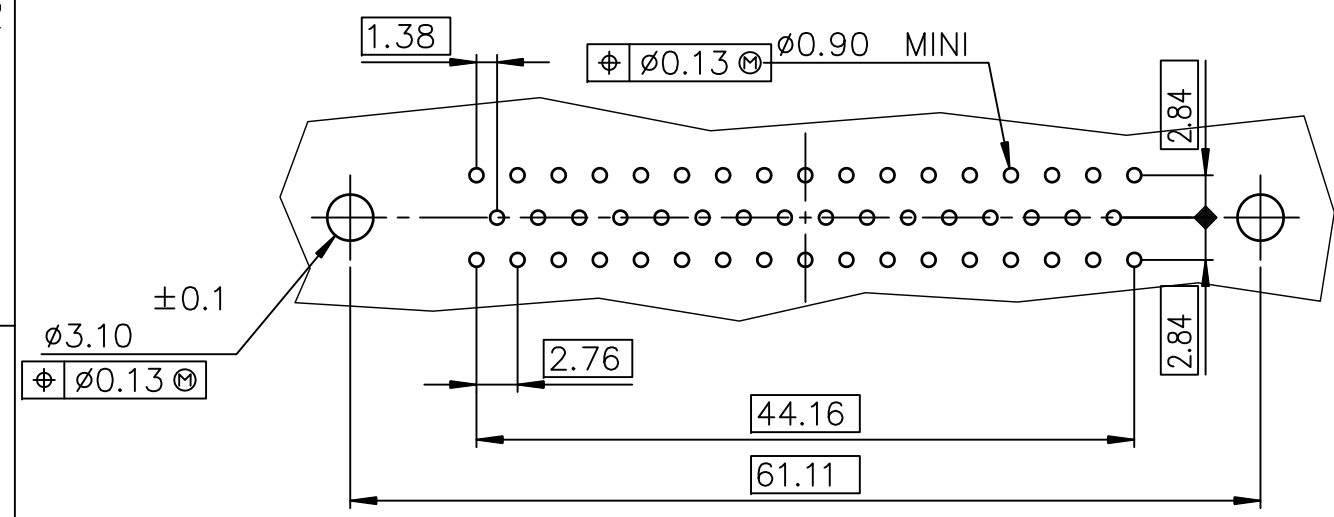 1.38
⌖ ⌀0.13 Ⓜ
⌀0.90 MINI
2.84
±0.1
⌀3.10
⌖ ⌀0.13 Ⓜ
2.76
2.84
44.16
61.11